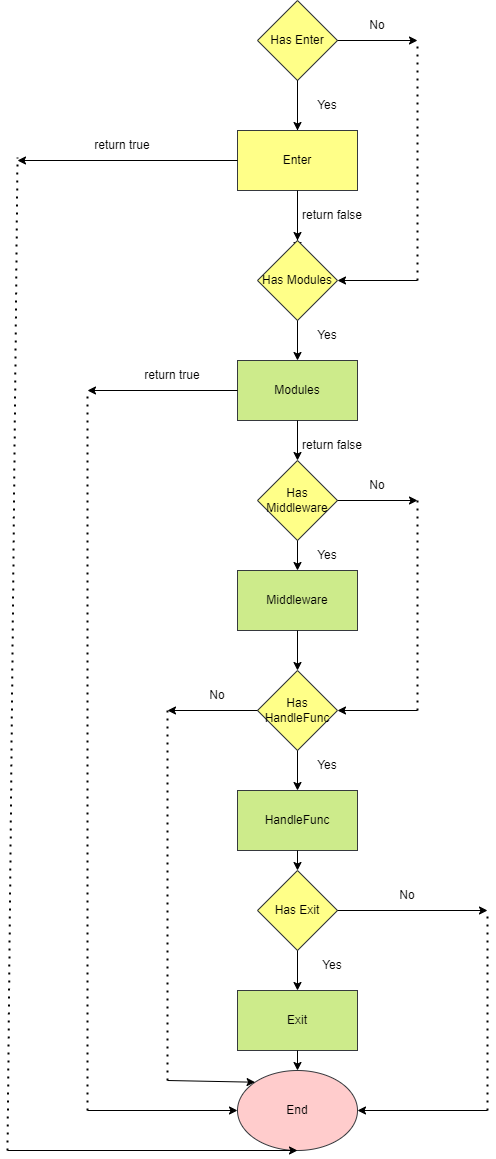 Has Enter
No
Yes
return true
Enter
return false
Has Modules
Yes
return true
Modules
return false
Has
Middleware
No
Yes
Middleware
No
Has
HandleFunc
Yes
HandleFunc
Has Exit
No
Yes
Exit
End